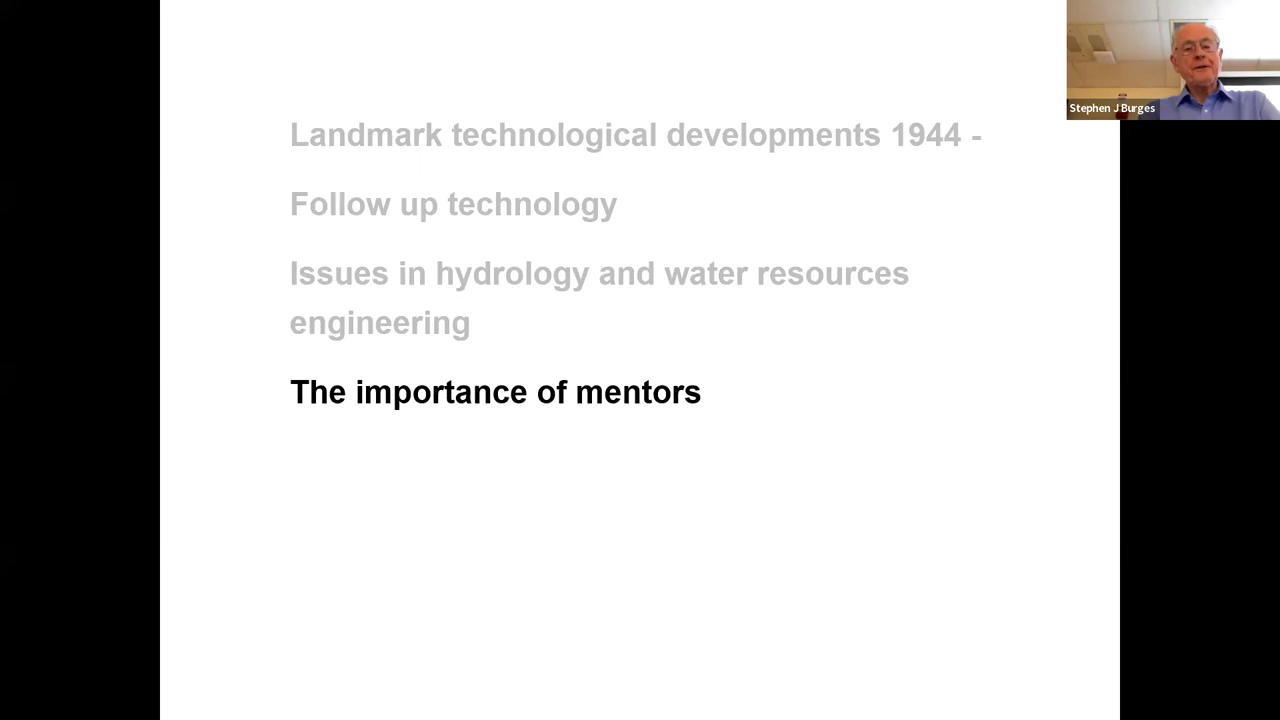 Stephen J Burges
Landmark technological developments 1944 -
Follow up technology
Issues in hydrology and water resources
engineering
The importance of mentors